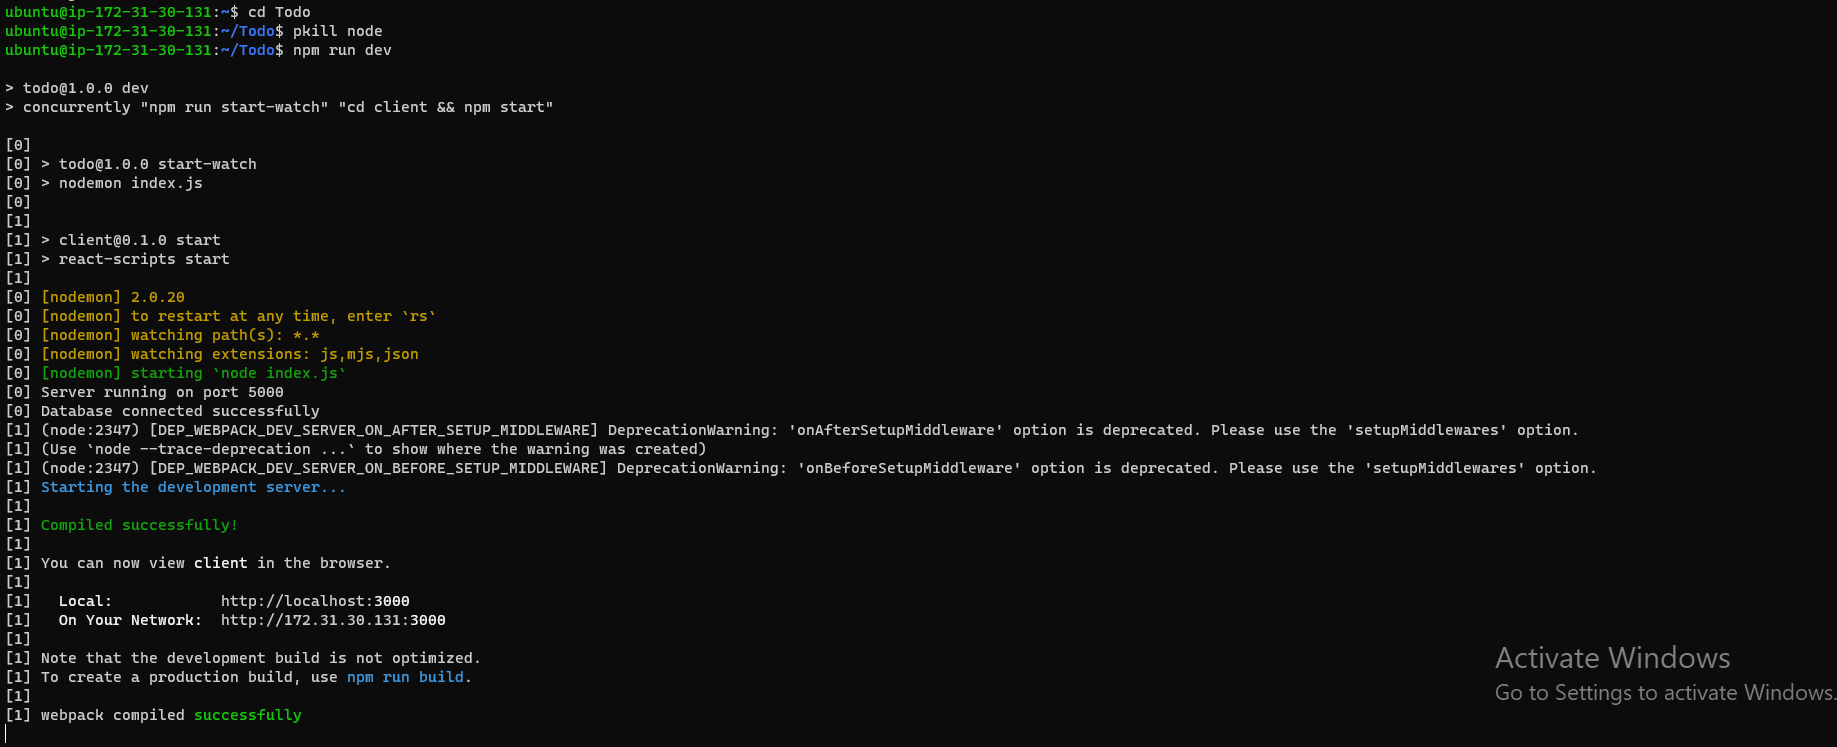 ubuntu@ip-172-31-30-131:~$ cd Todo
ubuntu@ip-172-31-30-131:~/Todo$ pkill node
ubuntu@ip-172-31-30-131:~/Todo$ npm run dev
> todo@1.0.0 dev
> concurrently "npm run start-watch" "cd client && npm start"
[0]
[0] > todo@1.0.0 start-watch
[0] > nodemon index.js
[0]
[1]
[1] > client@0.1.0 start
[1] > react-scripts start
[1]
[0] [nodemon] 2.0.20
[0] [nodemon] to restart at any time, enter `rs`
[0] [nodemon] watching path(s): *.*
[0] [nodemon] watching extensions: js,mjs,json
[0] [nodemon] starting `node index.js`
[0] Server running on port 5000
[0] Database connected successfully
[1] (node:2347) [DEP_WEBPACK_DEV_SERVER_ON_AFTER_SETUP_MIDDLEWARE] DeprecationWarning: 'onAfterSetupMiddleware' option is deprecated. Please use the 'setupMiddlewares' option.
[1] (Use `node --trace-deprecation ...` to show where the warning was created)
[1] (node:2347) [DEP_WEBPACK_DEV_SERVER_ON_BEFORE_SETUP_MIDDLEWARE] DeprecationWarning: 'onBeforeSetupMiddleware' option is deprecated. Please use the 'setupMiddlewares' option.
[1] Starting the development server...
[1]
[1] Compiled successfully!
[1]
[1] You can now view client in the browser.
[1]
[1]   Local:            http://localhost:3000
[1]   On Your Network:  http://172.31.30.131:3000
[1]
[1] Note that the development build is not optimized.
[1] To create a production build, use npm run build.
[1]
[1] webpack compiled successfully
Activate Windows
Go to Settings to activate Windows.